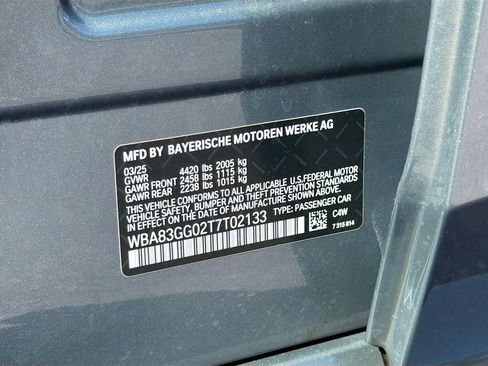 MFD BY BAYERISCHE MOTOREN WERKE AG
03/25 4420 lbs 2005 kg
GVWR
GAWR FRONT 2458 lbs 1115 kg
GAWR REAR 2238 lbs 1015 kg
THIS VEHICLE CONFORMS TO ALL APPLICABLE U.S.FEDERAL MOTOR
VEHICLE SAFETY, BUMPER AND THEFT PREVENTION STANDARDS
IN EFFECT ON THE DATE OF MANUFACTURE SHOWN ABOVE.
WBA83GG02T7T02133 TYPE: PASSENGER CAR
C4W
7 315 814